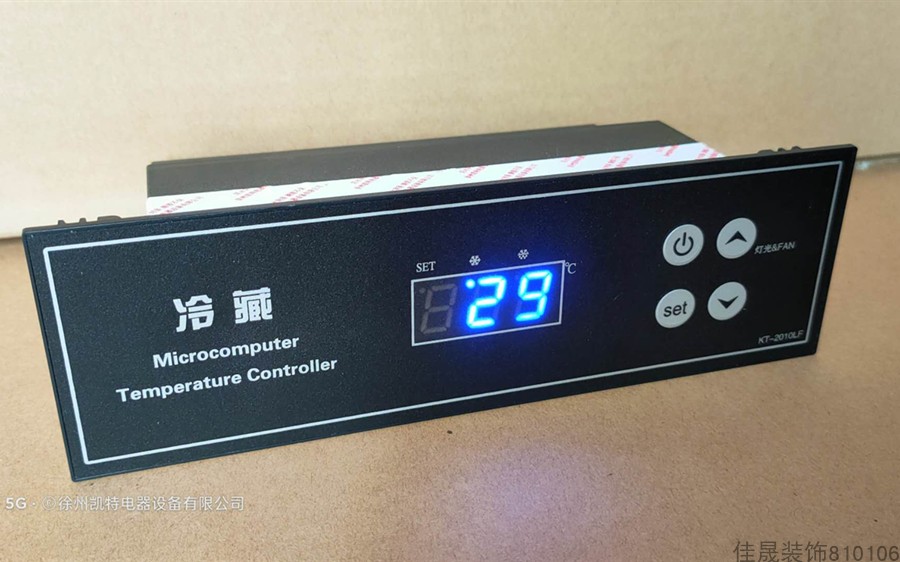 冷藏
Microcomputer
Temperature Controller
SET
29
℃
灯光&FAN
set
KT-2010LF
5G · ©徐州凯特电器设备有限公司
佳晟装饰810106